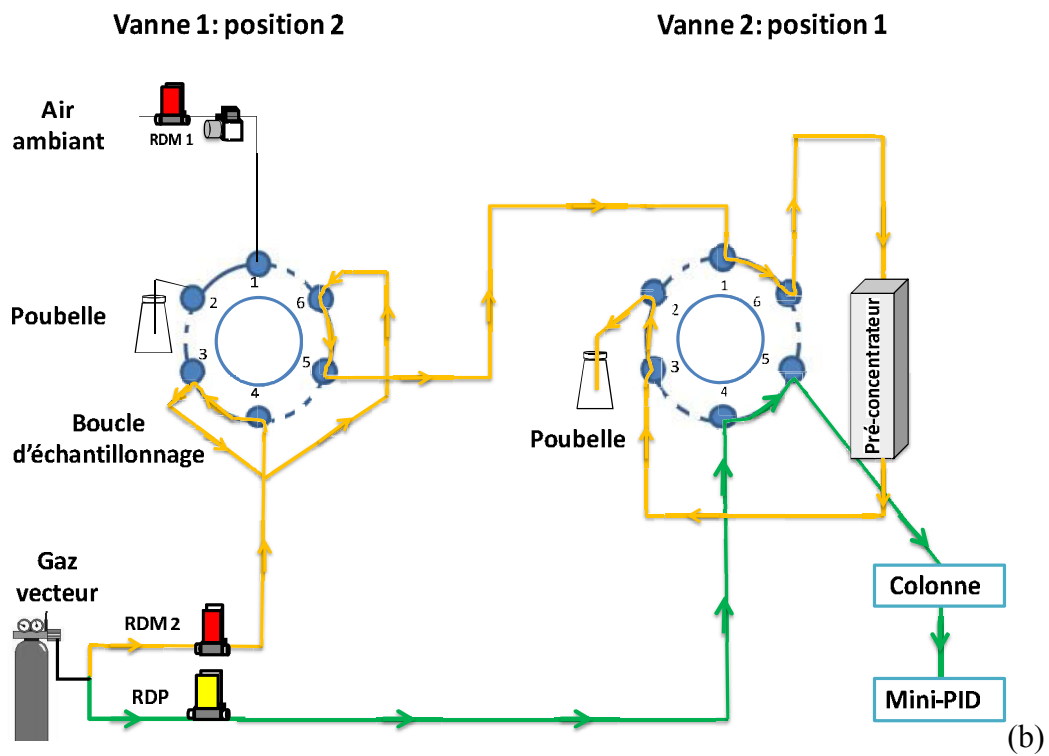 Vanne 1: position 2
Vanne 2: position 1
Air
ambiant
RDM 1
1
2
6
Poubelle
3
5
4
Boucle
d'échantillonnage
1
2
6
3
5
4
Poubelle
Pré-concentrateur
Gaz
vecteur
RDM 2
RDP
Colonne
Mini-PID
(b)